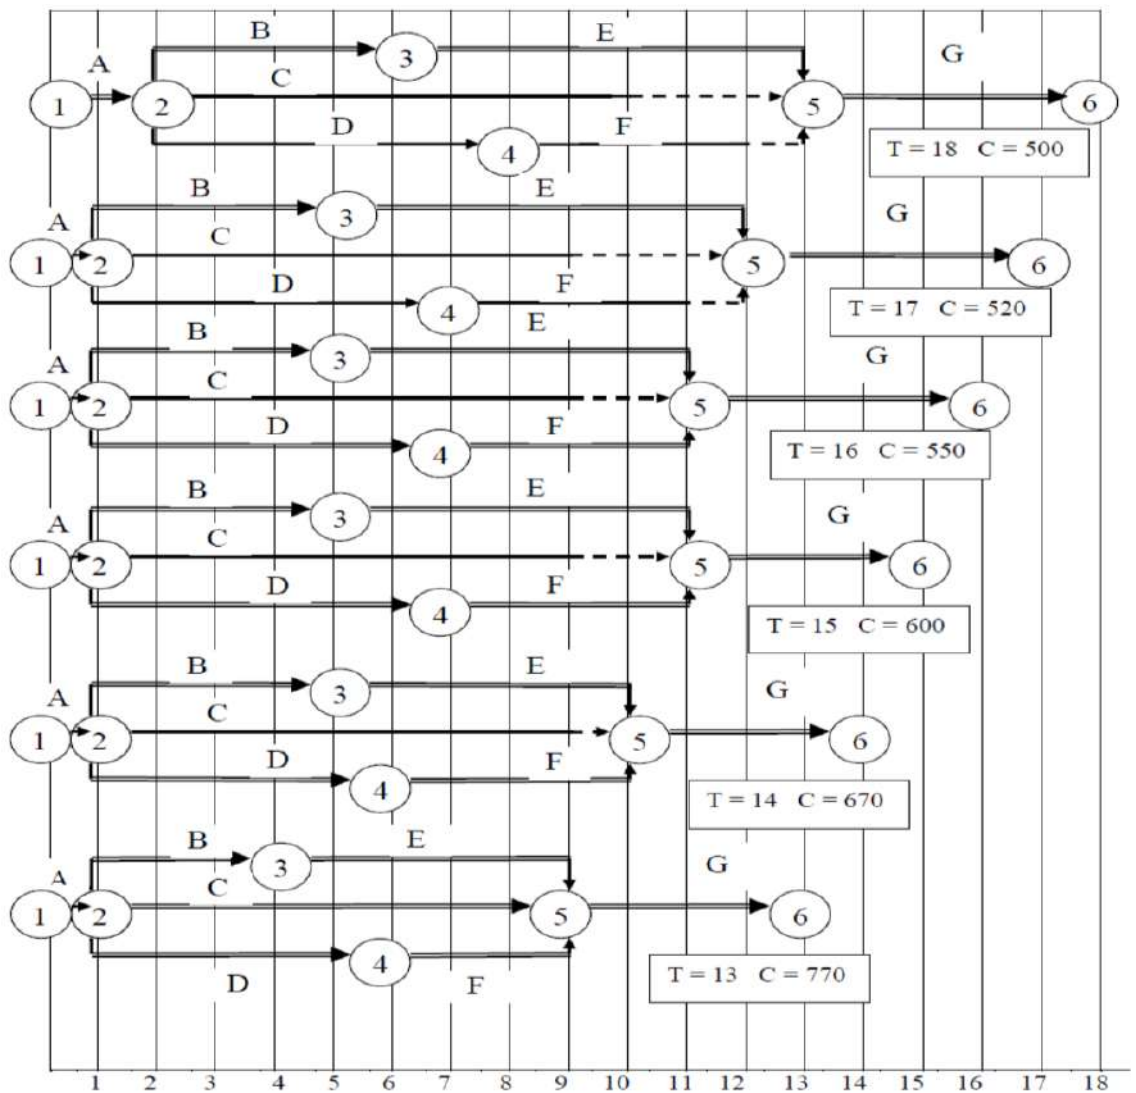 B E
A G
C
1 2 3 5 6
D F
4
T = 18 C = 500
B E
A G
C
1 2 3 5 6
D F
4
T = 17 C = 520
B E
A G
C
1 2 3 5 6
D F
4
T = 16 C = 550
B E
A G
C
1 2 3 5 6
D F
4
T = 15 C = 600
B E
A G
C
1 2 3 5 6
D F
4
T = 14 C = 670
B E
A G
C
1 2 3 5 6
4
D F
T = 13 C = 770
1 2 3 4 5 6 7 8 9 10 11 12 13 14 15 16 17 18